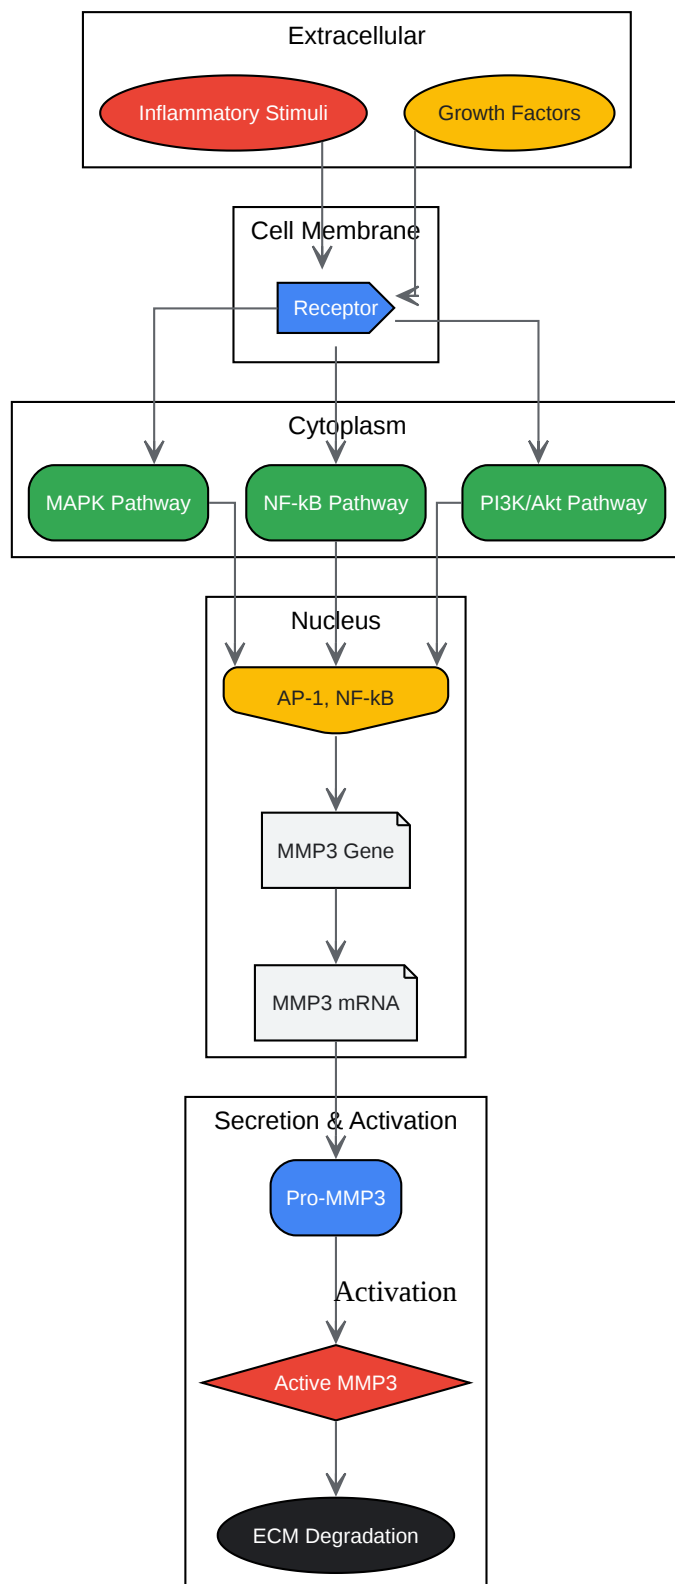 Extracellular
Inflammatory Stimuli
Growth Factors
Cell Membrane
Receptor
Cytoplasm
MAPK Pathway
NF-kB Pathway
PI3K/Akt Pathway
Nucleus
AP-1, NF-kB
MMP3 Gene
MMP3 mRNA
Secretion & Activation
Pro-MMP3
Activation
Active MMP3
ECM Degradation